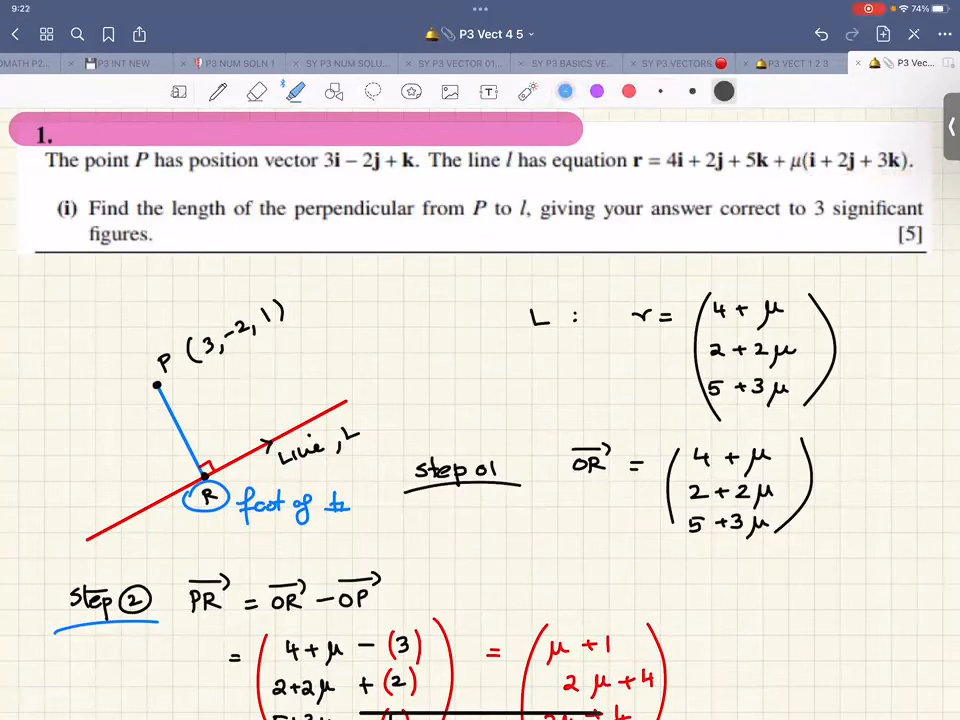 9:22
74%
P3 Vect 4 5
OMATH P2...
P3 INT NEW
P3 NUM SOLN 1
SY P3 NUM SOLU...
SY P3 VECTOR 01...
SY P3 BASICS VE...
SY P3 VECTORS
P3 VECT 1 2 3
P3 Vec...
1.
The point P has position vector 3i − 2j + k. The line l has equation r = 4i + 2j + 5k + μ(i + 2j + 3k).
(i) Find the length of the perpendicular from P to l, giving your answer correct to 3 significant
figures. [5]
P (3,-2,1)
Line, L
R foot of
L : r = (4 + μ
2 + 2μ
5 + 3μ)
step 01 OR = (4 + μ
2 + 2μ
5 + 3μ)
Step 2 PR = OR − OP
= (4 + μ − (3) = (μ + 1
2+2μ + (2) 2 μ + 4